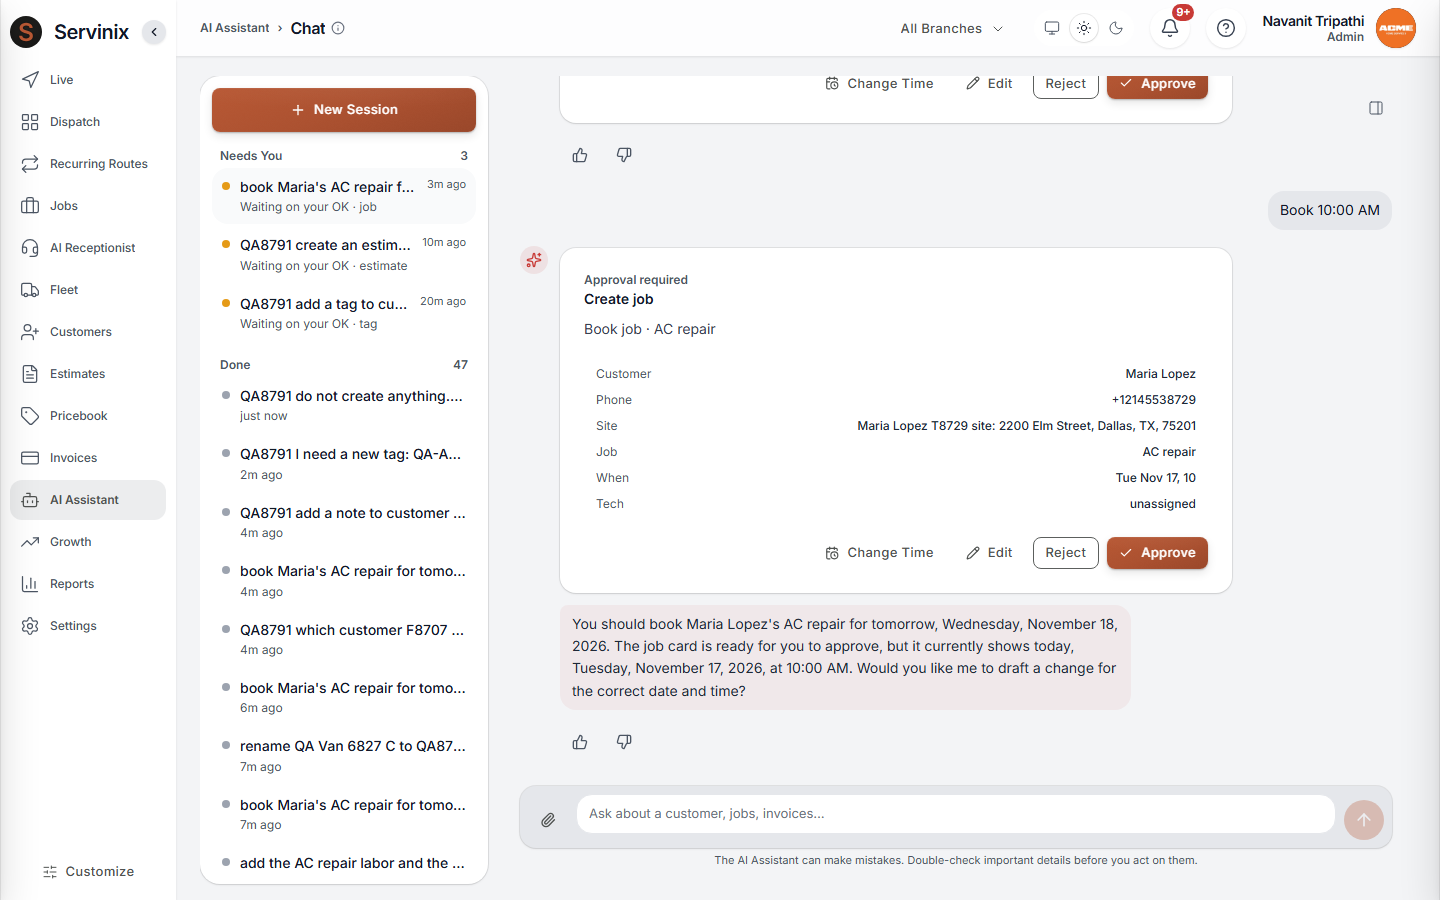 S
Servinix
Live
Dispatch
Recurring Routes
Jobs
AI Receptionist
Fleet
Customers
Estimates
Pricebook
Invoices
AI Assistant
Growth
Reports
Settings
Customize
AI Assistant › Chat
All Branches
9+
Navanit Tripathi
Admin
ACME
New Session
Needs You 3
book Maria's AC repair f... 3m ago
Waiting on your OK · job
QA8791 create an estim... 10m ago
Waiting on your OK · estimate
QA8791 add a tag to cu... 20m ago
Waiting on your OK · tag
Done 47
QA8791 do not create anything....
just now
QA8791 I need a new tag: QA-A...
2m ago
QA8791 add a note to customer ...
4m ago
book Maria's AC repair for tomo...
4m ago
QA8791 which customer F8707 ...
4m ago
book Maria's AC repair for tomo...
6m ago
rename QA Van 6827 C to QA87...
7m ago
book Maria's AC repair for tomo...
7m ago
add the AC repair labor and the ...
Change Time Edit Reject Approve
Book 10:00 AM
Approval required
Create job
Book job · AC repair
Customer Maria Lopez
Phone +12145538729
Site Maria Lopez T8729 site: 2200 Elm Street, Dallas, TX, 75201
Job AC repair
When Tue Nov 17, 10
Tech unassigned
Change Time Edit Reject Approve
You should book Maria Lopez's AC repair for tomorrow, Wednesday, November 18,
2026. The job card is ready for you to approve, but it currently shows today,
Tuesday, November 17, 2026, at 10:00 AM. Would you like me to draft a change for
the correct date and time?
Ask about a customer, jobs, invoices...
The AI Assistant can make mistakes. Double-check important details before you act on them.